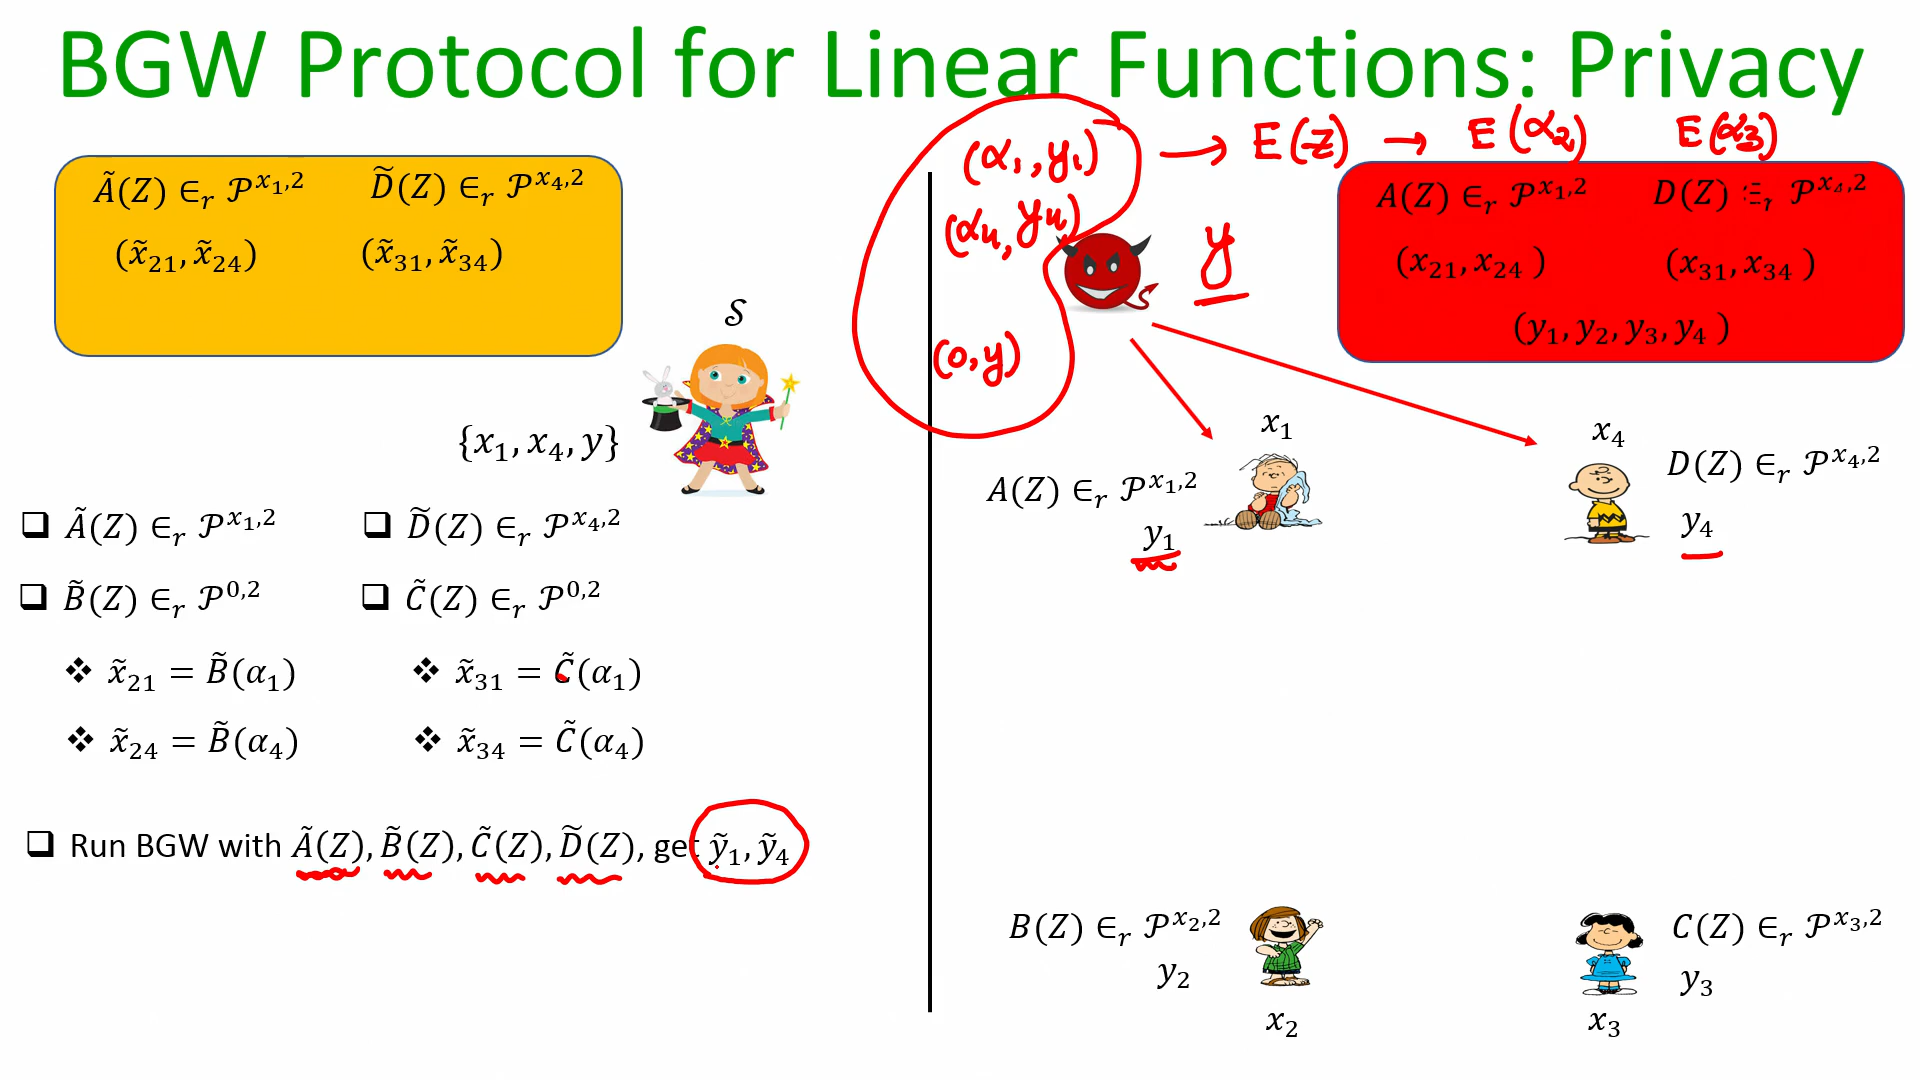 BGW Protocol for Linear Functions: Privacy
(α₁, y₁) → E(z) → E(α₂) E(α₃)
(α₄, y₄)
(0, y)
y
Ã(Z) ∈ᵣ 𝒫^{x₁,2} D̃(Z) ∈ᵣ 𝒫^{x₄,2}
(x̃₂₁, x̃₂₄) (x̃₃₁, x̃₃₄)
A(Z) ∈ᵣ 𝒫^{x₁,2} D(Z) ∈ᵣ 𝒫^{x₄,2}
(x₂₁, x₂₄ ) (x₃₁, x₃₄ )
(y₁, y₂, y₃, y₄ )
𝒮
{x₁, x₄, y}
❑ Ã(Z) ∈ᵣ 𝒫^{x₁,2} ❑ D̃(Z) ∈ᵣ 𝒫^{x₄,2}
❑ B̃(Z) ∈ᵣ 𝒫^{0,2} ❑ C̃(Z) ∈ᵣ 𝒫^{0,2}
❖ x̃₂₁ = B̃(α₁) ❖ x̃₃₁ = C̃(α₁)
❖ x̃₂₄ = B̃(α₄) ❖ x̃₃₄ = C̃(α₄)
❑ Run BGW with Ã(Z), B̃(Z), C̃(Z), D̃(Z), get ỹ₁, ỹ₄
x₁
A(Z) ∈ᵣ 𝒫^{x₁,2}
y₁
x₄
D(Z) ∈ᵣ 𝒫^{x₄,2}
y₄
B(Z) ∈ᵣ 𝒫^{x₂,2}
y₂
x₂
C(Z) ∈ᵣ 𝒫^{x₃,2}
y₃
x₃